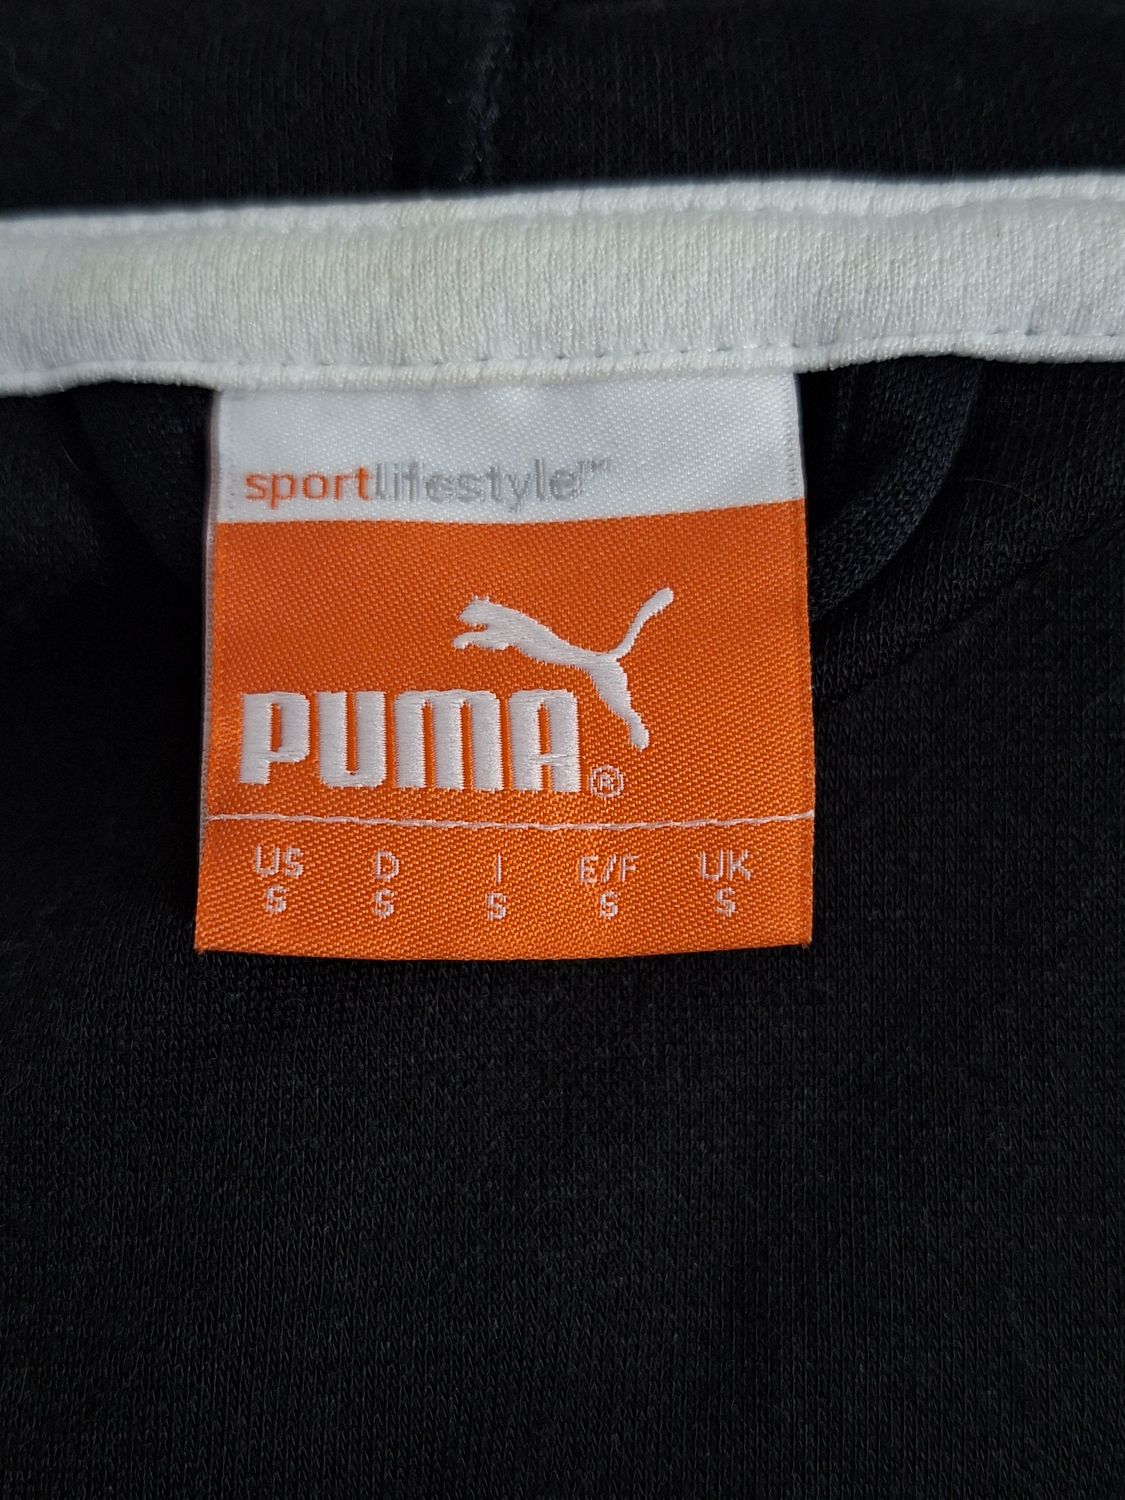 sportlifestyle™
PUMA®
US D I E/F UK
S S S S S